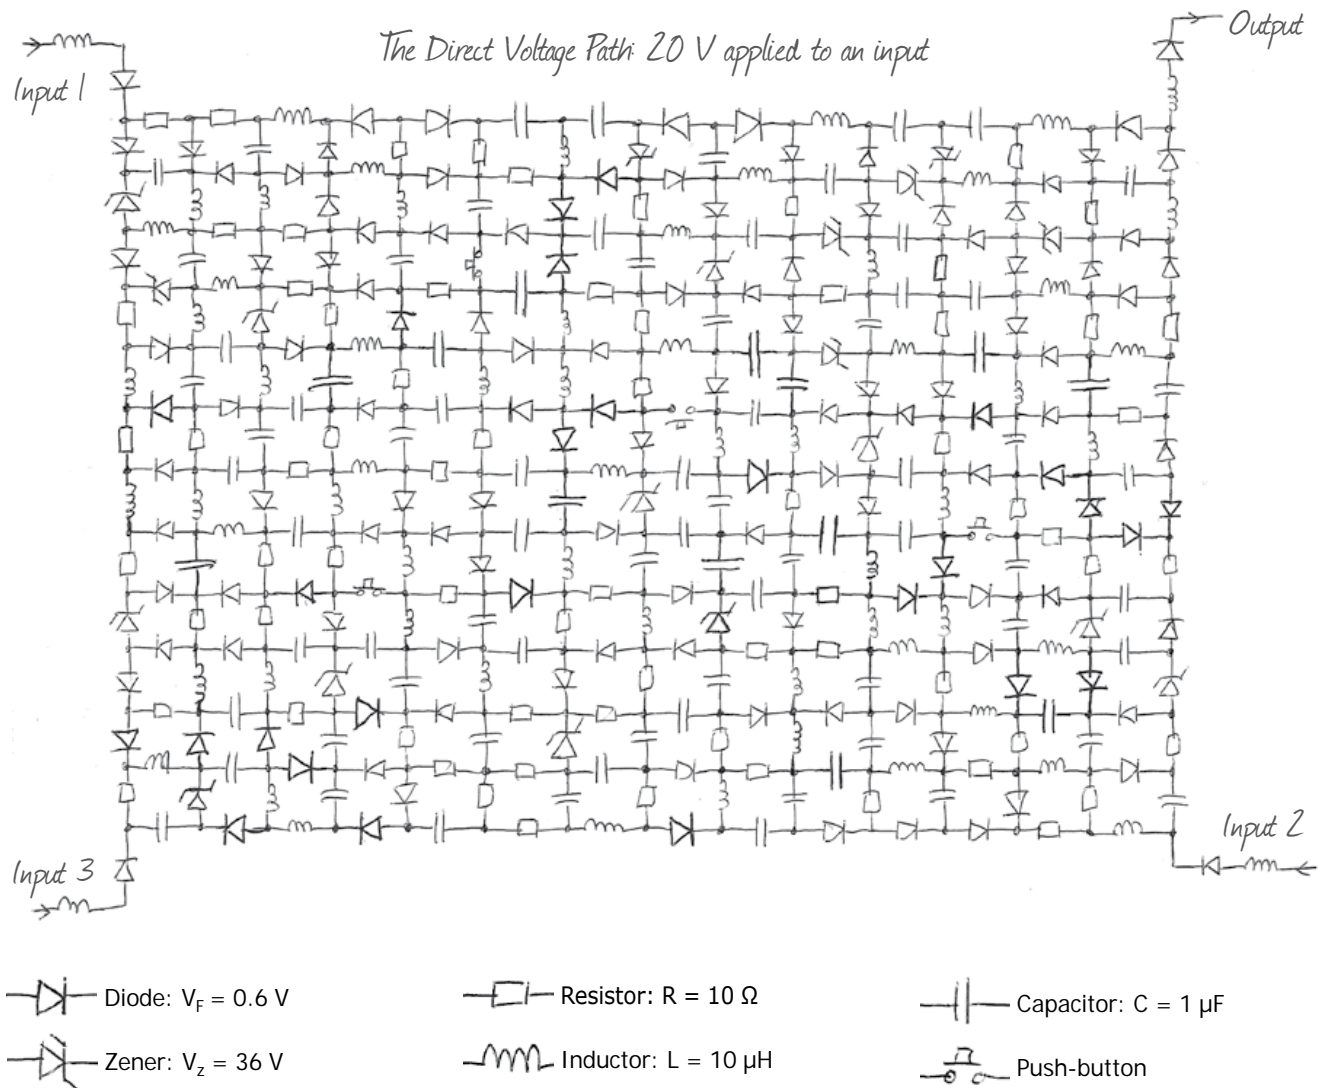 Output
The Direct Voltage Path: 20 V applied to an input
Input 1
Input 2
Input 3
Diode: V_F = 0.6 V
Resistor: R = 10 Ω
Capacitor: C = 1 µF
Zener: V_z = 36 V
Inductor: L = 10 µH
Push-button